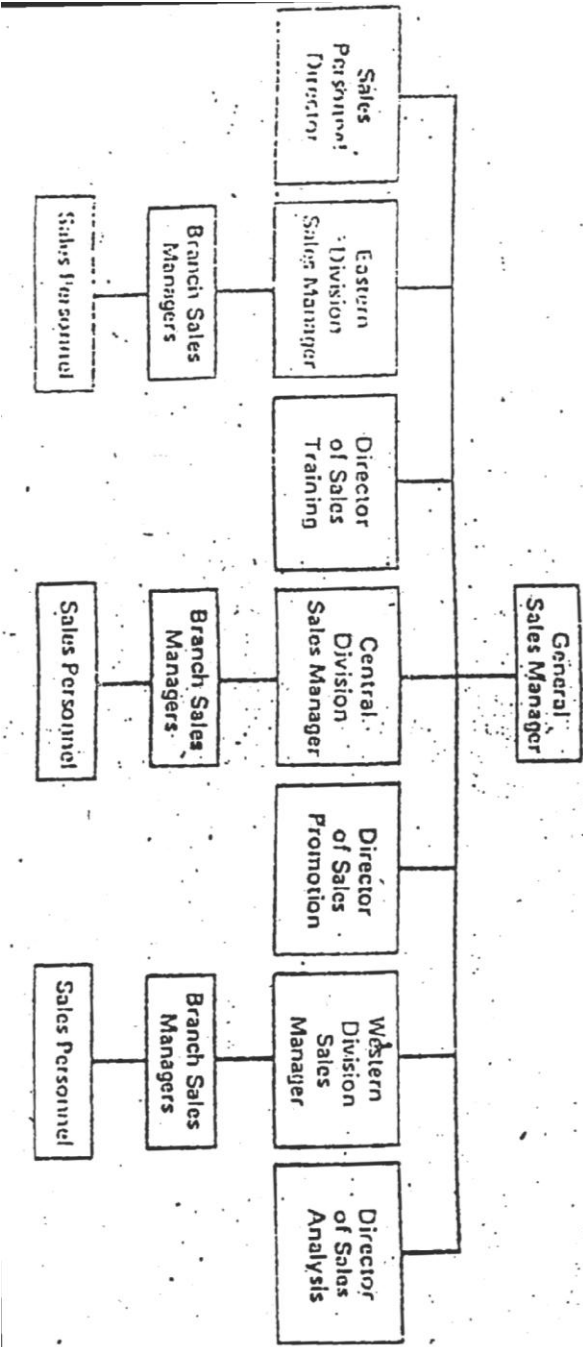 General
Sales Manager
Sales
Personnel
Director
Eastern
Division
Sales Manager
Director
of Sales
Training
Central
Division
Sales Manager
Director
of Sales
Promotion
Western
Division
Sales
Manager
Director
of Sales
Analysis
Branch Sales
Managers
Branch Sales
Managers
Branch Sales
Managers
Sales Personnel
Sales Personnel
Sales Personnel